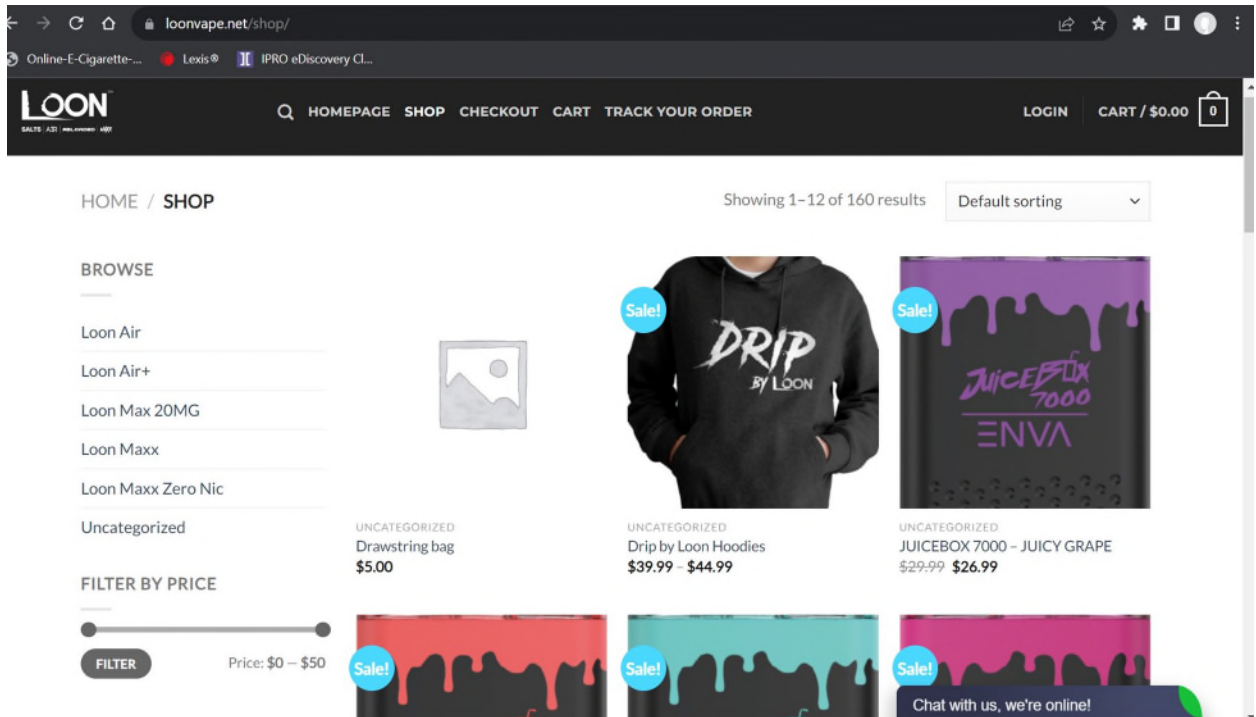 loonvape.net/shop/
Online-E-Cigarette-... Lexis® IPRO eDiscovery Cl...
LOON
HOMEPAGE SHOP CHECKOUT CART TRACK YOUR ORDER LOGIN CART / $0.00 0
HOME / SHOP
Showing 1–12 of 160 results
Default sorting
BROWSE
Loon Air
Loon Air+
Loon Max 20MG
Loon Maxx
Loon Maxx Zero Nic
Uncategorized
FILTER BY PRICE
FILTER
Price: $0 — $50
UNCATEGORIZED
Drawstring bag
$5.00
Sale!
DRIP
BY LOON
UNCATEGORIZED
Drip by Loon Hoodies
$39.99 – $44.99
Sale!
JUICEBOX
7000
ENVA
UNCATEGORIZED
JUICEBOX 7000 – JUICY GRAPE
$29.99 $26.99
Sale!
Sale!
Sale!
Chat with us, we're online!